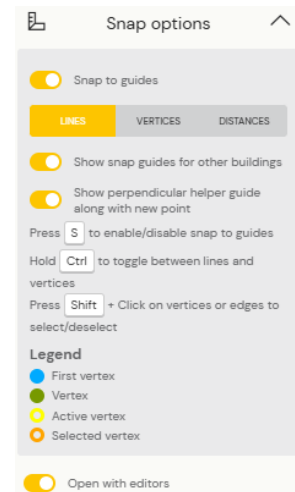 Snap options
Snap to guides
LINES VERTICES DISTANCES
Show snap guides for other buildings
Show perpendicular helper guide
along with new point
Press S to enable/disable snap to guides
Hold Ctrl to toggle between lines and
vertices
Press Shift + Click on vertices or edges to
select/deselect
Legend
First vertex
Vertex
Active vertex
Selected vertex
Open with editors